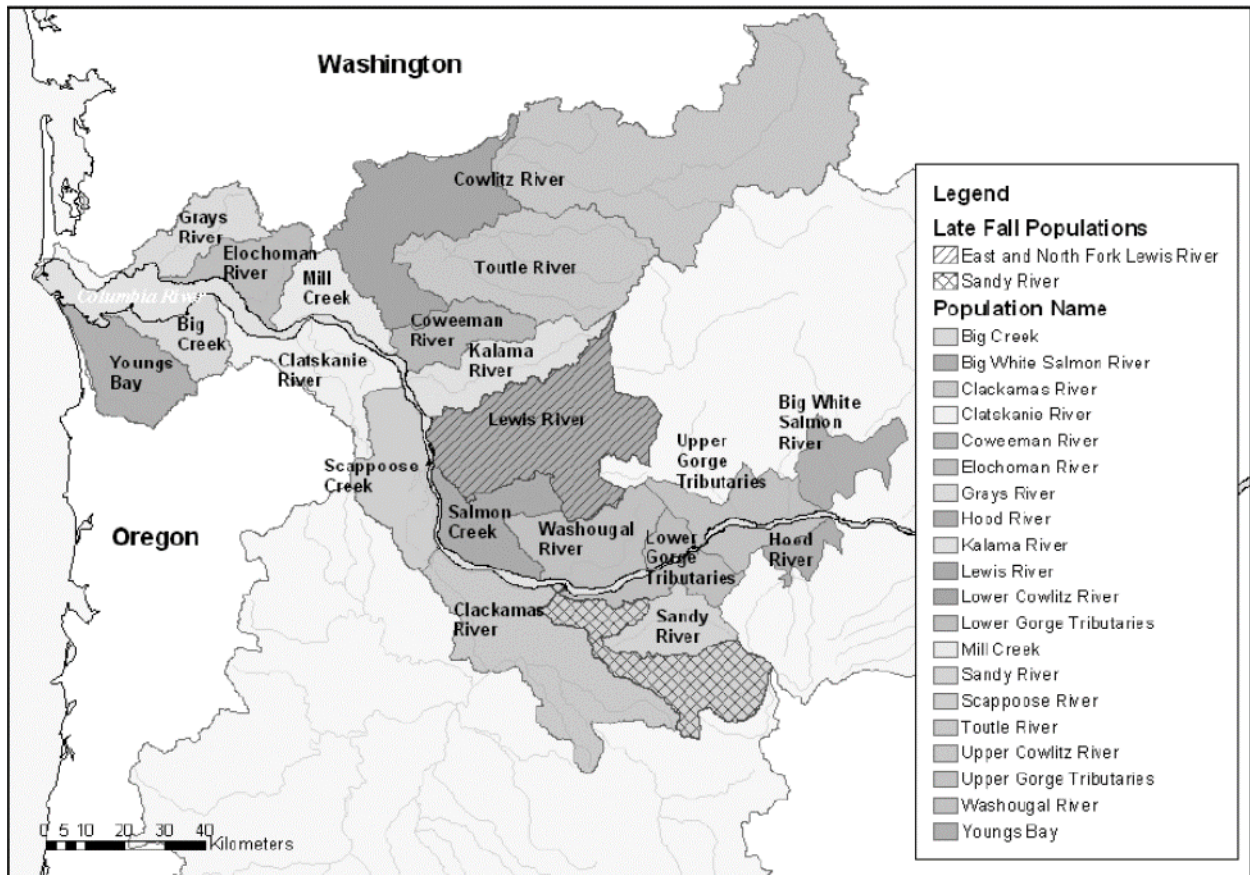 Washington
Cowlitz River
Grays
River
Elochoman
River
Mill
Creek
Toutle River
Columbia River
Big
Creek
Coweeman
River
Kalama
River
Youngs
Bay
Clatskanie
River
Lewis River
Big White
Salmon
River
Upper
Gorge
Tributaries
Scappoose
Creek
Salmon
Creek
Washougal
River
Lower
Gorge
Tributaries
Hood
River
Oregon
Clackamas
River
Sandy
River
0 5 10 20 30 40
Kilometers
Legend
Late Fall Populations
East and North Fork Lewis River
Sandy River
Population Name
Big Creek
Big White Salmon River
Clackamas River
Clatskanie River
Coweeman River
Elochoman River
Grays River
Hood River
Kalama River
Lewis River
Lower Cowlitz River
Lower Gorge Tributaries
Mill Creek
Sandy River
Scappoose River
Toutle River
Upper Cowlitz River
Upper Gorge Tributaries
Washougal River
Youngs Bay